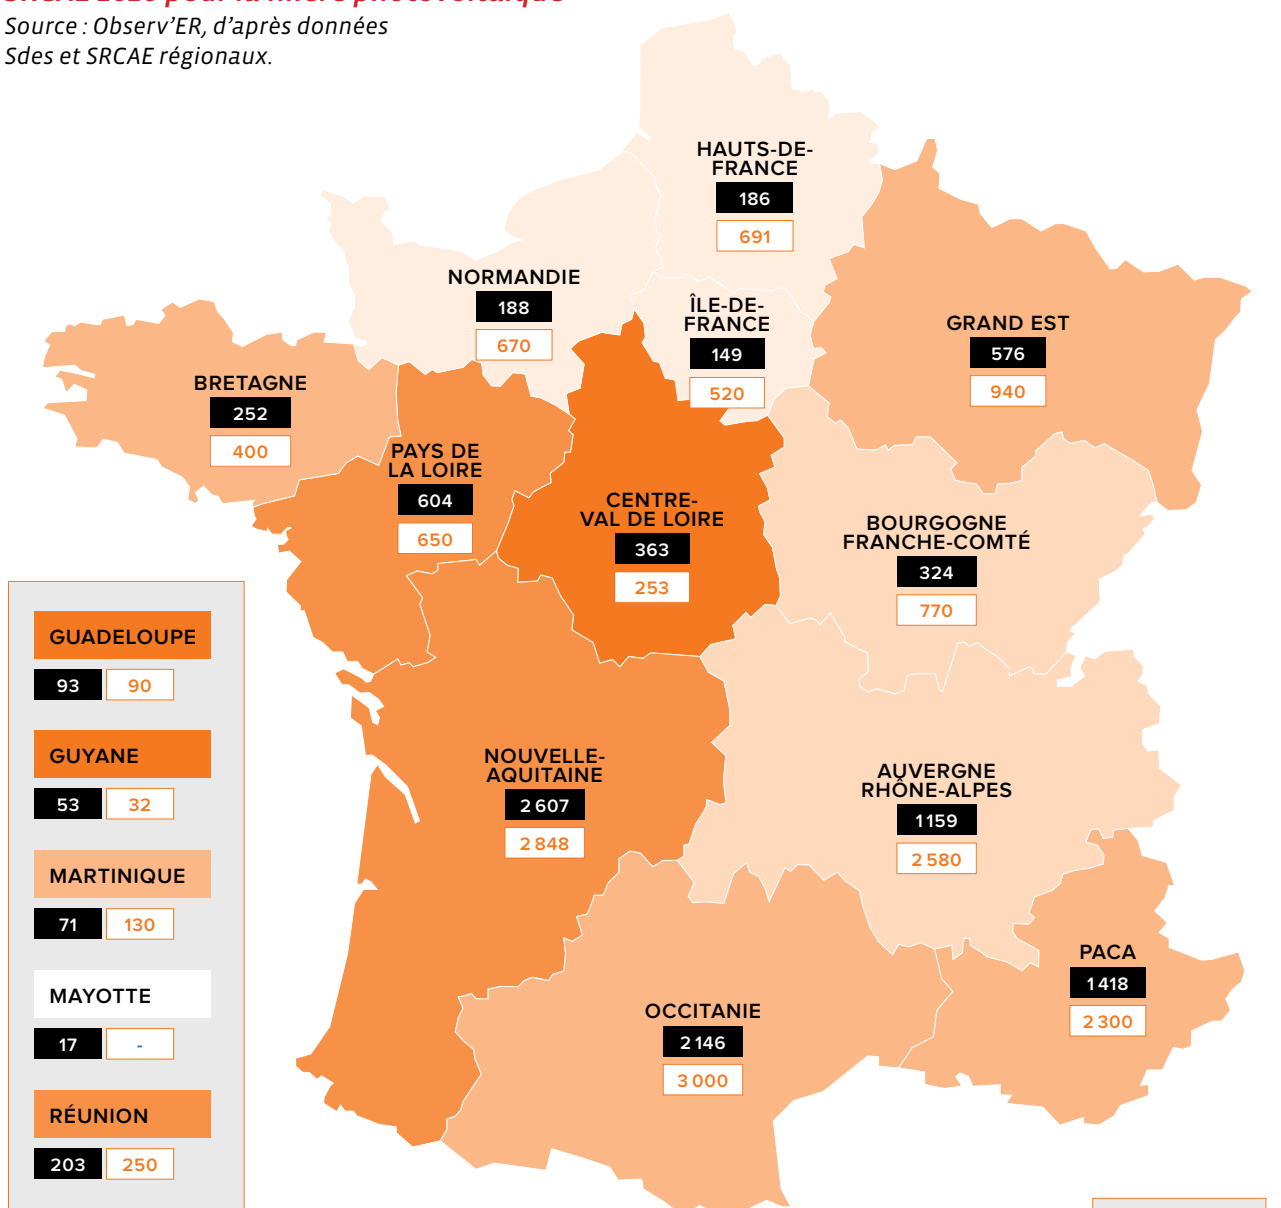 Source : Observ’ER, d’après données
Sdes et SRCAE régionaux.
HAUTS-DE-
FRANCE
186
691
NORMANDIE
188
670
ÎLE-DE-
FRANCE
149
520
GRAND EST
576
940
BRETAGNE
252
400
PAYS DE
LA LOIRE
604
650
CENTRE-
VAL DE LOIRE
363
253
BOURGOGNE
FRANCHE-COMTÉ
324
770
NOUVELLE-
AQUITAINE
2 607
2 848
AUVERGNE
RHÔNE-ALPES
1 159
2 580
PACA
1 418
2 300
OCCITANIE
2 146
3 000
GUADELOUPE
93 90
GUYANE
53 32
MARTINIQUE
71 130
MAYOTTE
17 -
RÉUNION
203 250